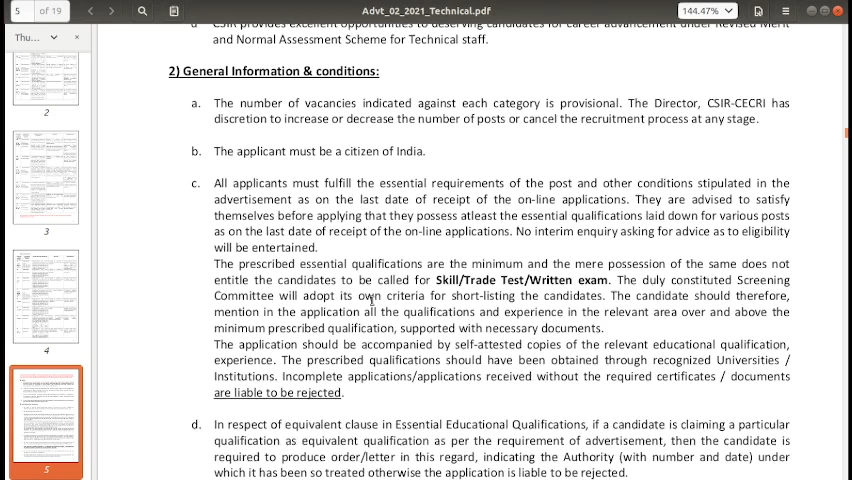 5 of 19
Advt_02_2021_Technical.pdf
144.47%
Thu...
2
3
4
5
CSIR provides excellent opportunities to deserving candidates for career advancement under Revised Merit
and Normal Assessment Scheme for Technical staff.
2) General Information & conditions:
a. The number of vacancies indicated against each category is provisional. The Director, CSIR-CECRI has
discretion to increase or decrease the number of posts or cancel the recruitment process at any stage.
b. The applicant must be a citizen of India.
c. All applicants must fulfill the essential requirements of the post and other conditions stipulated in the
advertisement as on the last date of receipt of the on-line applications. They are advised to satisfy
themselves before applying that they possess atleast the essential qualifications laid down for various posts
as on the last date of receipt of the on-line applications. No interim enquiry asking for advice as to eligibility
will be entertained.
The prescribed essential qualifications are the minimum and the mere possession of the same does not
entitle the candidates to be called for Skill/Trade Test/Written exam. The duly constituted Screening
Committee will adopt its own criteria for short-listing the candidates. The candidate should therefore,
mention in the application all the qualifications and experience in the relevant area over and above the
minimum prescribed qualification, supported with necessary documents.
The application should be accompanied by self-attested copies of the relevant educational qualification,
experience. The prescribed qualifications should have been obtained through recognized Universities /
Institutions. Incomplete applications/applications received without the required certificates / documents
are liable to be rejected.
d. In respect of equivalent clause in Essential Educational Qualifications, if a candidate is claiming a particular
qualification as equivalent qualification as per the requirement of advertisement, then the candidate is
required to produce order/letter in this regard, indicating the Authority (with number and date) under
which it has been so treated otherwise the application is liable to be rejected.